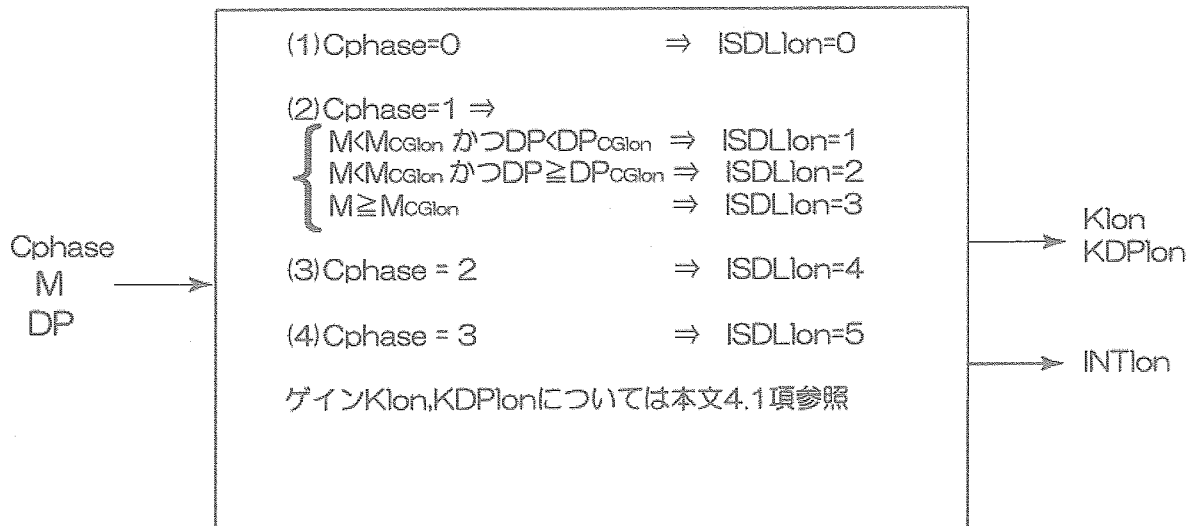 (1)Cphase=0 ⇒ ISDLlon=0
(2)Cphase=1 ⇒
M<MCGlon かつDP<DPCGlon ⇒ ISDLlon=1
M<MCGlon かつDP≧DPCGlon ⇒ ISDLlon=2
M≧MCGlon ⇒ ISDLlon=3
(3)Cphase = 2 ⇒ ISDLlon=4
(4)Cphase = 3 ⇒ ISDLlon=5
ゲインKlon,KDPlonについては本文4.1項参照
Cphase
M
DP
Klon
KDPlon
INTlon